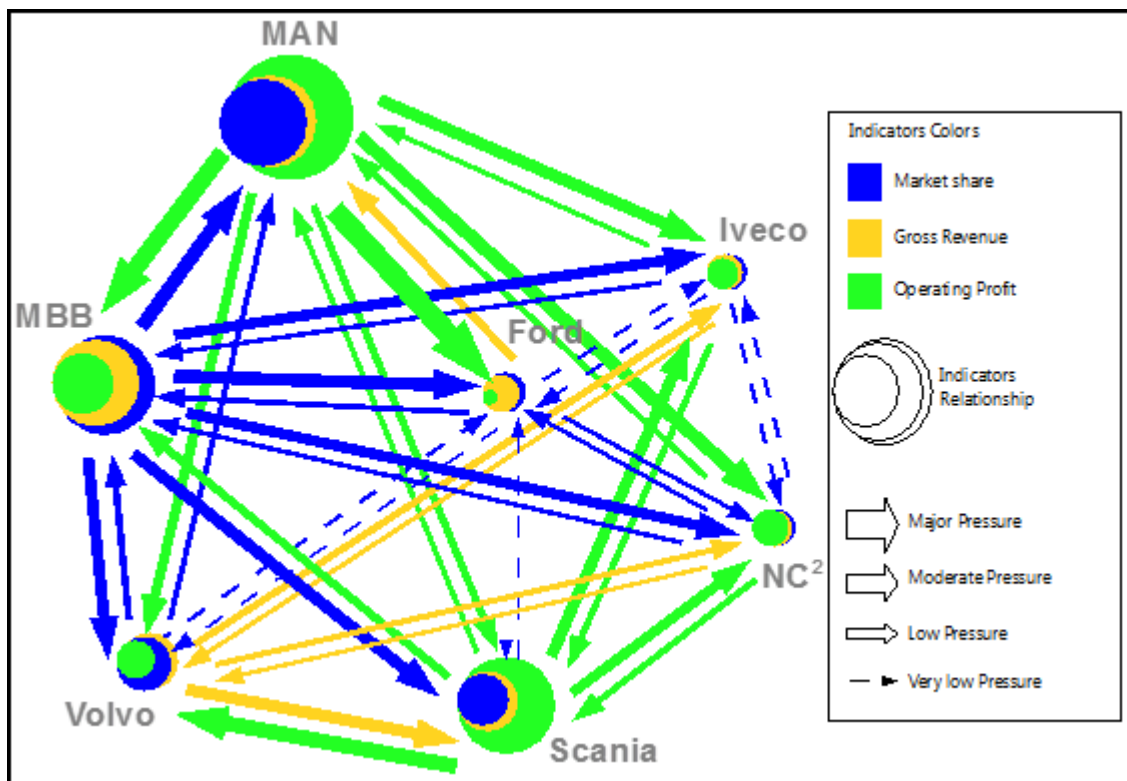 MAN
Iveco
MBB
Ford
NC²
Volvo
Scania
Indicators Colors
Market share
Gross Revenue
Operating Profit
Indicators
Relationship
Major Pressure
Moderate Pressure
Low Pressure
Very low Pressure